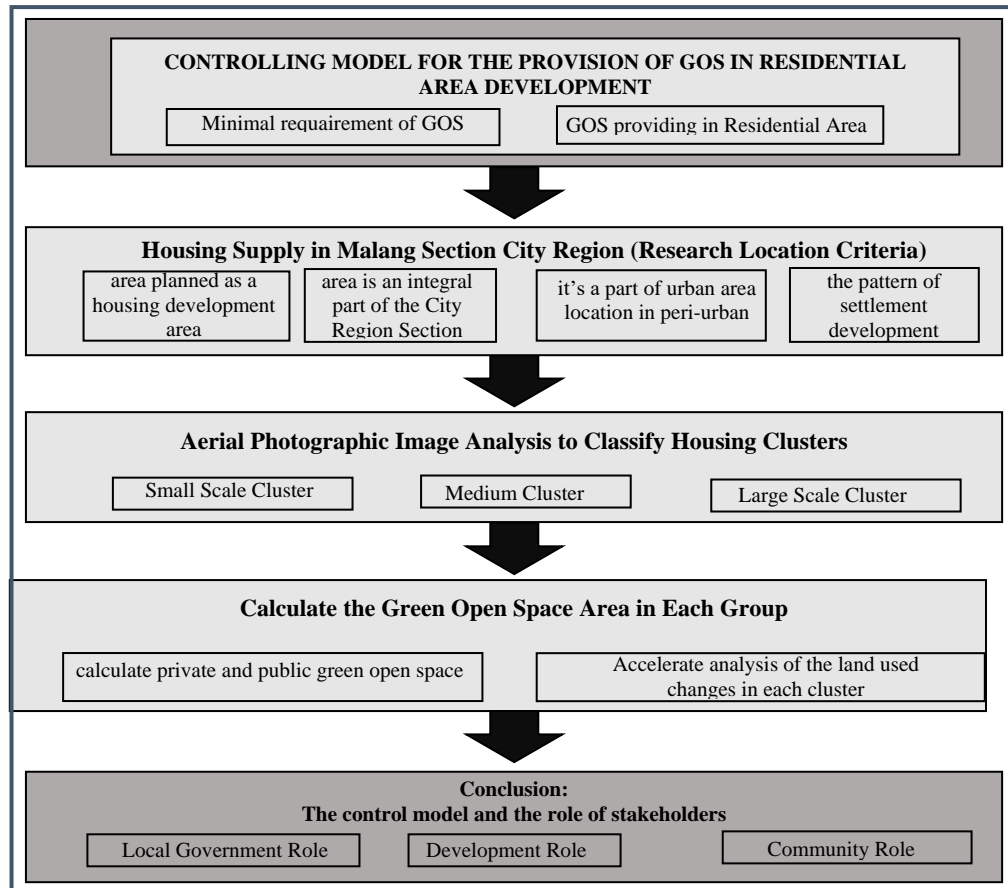 CONTROLLING MODEL FOR THE PROVISION OF GOS IN RESIDENTIAL
AREA DEVELOPMENT
Minimal requairement of GOS
GOS providing in Residential Area
Housing Supply in Malang Section City Region (Research Location Criteria)
area planned as a
housing development
area
area is an integral
part of the City
Region Section
it's a part of urban area
location in peri-urban
the pattern of
settlement
development
Aerial Photographic Image Analysis to Classify Housing Clusters
Small Scale Cluster
Medium Cluster
Large Scale Cluster
Calculate the Green Open Space Area in Each Group
calculate private and public green open space
Accelerate analysis of the land used
changes in each cluster
Conclusion:
The control model and the role of stakeholders
Local Government Role
Development Role
Community Role